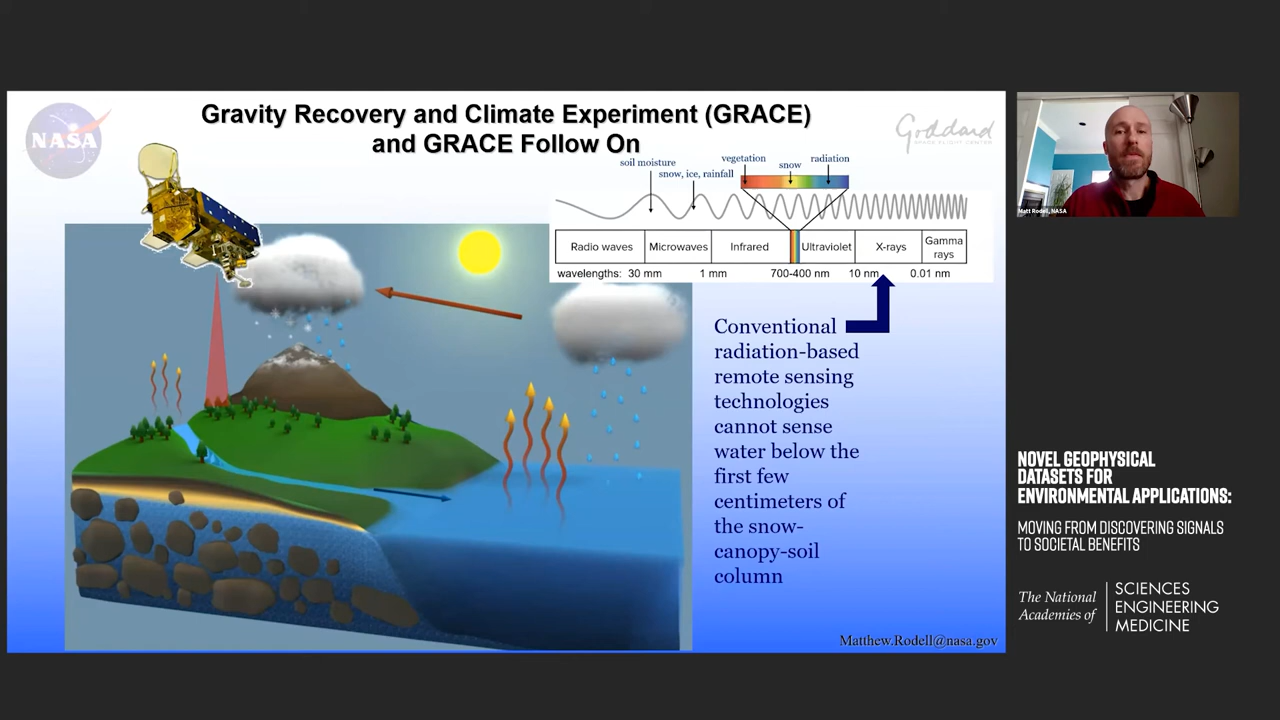 Gravity Recovery and Climate Experiment (GRACE)
and GRACE Follow On
NASA
Goddard
SPACE FLIGHT CENTER
soil moisture
snow, ice, rainfall
vegetation
snow
radiation
Radio waves
Microwaves
Infrared
Ultraviolet
X-rays
Gamma
rays
wavelengths: 30 mm 1 mm 700-400 nm 10 nm 0.01 nm
Conventional
radiation-based
remote sensing
technologies
cannot sense
water below the
first few
centimeters of
the snow-
canopy-soil
column
Matthew.Rodell@nasa.gov
Matt Rodell, NASA
NOVEL GEOPHYSICAL
DATASETS FOR
ENVIRONMENTAL APPLICATIONS:
MOVING FROM DISCOVERING SIGNALS
TO SOCIETAL BENEFITS
The National
Academies of
SCIENCES
ENGINEERING
MEDICINE